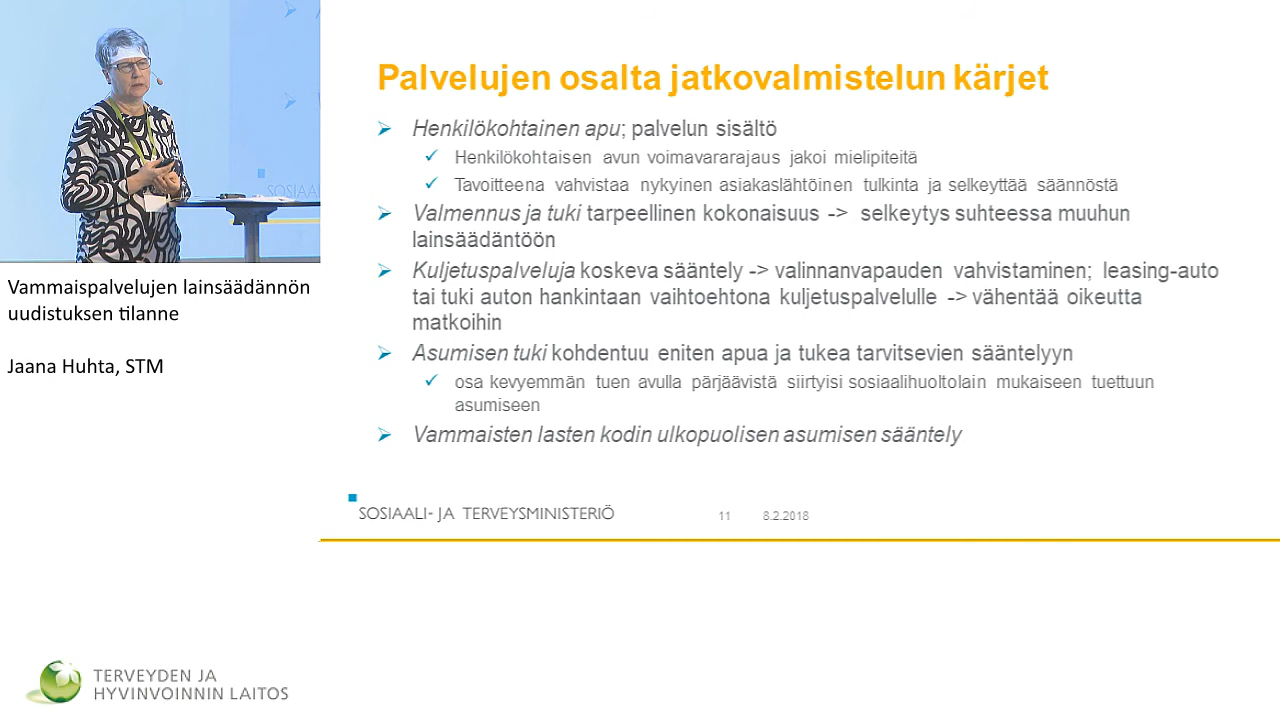 Palvelujen osalta jatkovalmistelun kärjet
Henkilökohtainen apu; palvelun sisältö
Henkilökohtaisen avun voimavararajaus jakoi mielipiteitä
Tavoitteena vahvistaa nykyinen asiakaslähtöinen tulkinta ja selkeyttää säännöstä
Valmennus ja tuki tarpeellinen kokonaisuus -> selkeytys suhteessa muuhun
lainsäädäntöön
Kuljetuspalveluja koskeva sääntely -> valinnanvapauden vahvistaminen; leasing-auto
tai tuki auton hankintaan vaihtoehtona kuljetuspalvelulle -> vähentää oikeutta
matkoihin
Asumisen tuki kohdentuu eniten apua ja tukea tarvitsevien sääntelyyn
osa kevyemmän tuen avulla pärjäävistä siirtyisi sosiaalihuoltolain mukaiseen tuettuun
asumiseen
Vammaisten lasten kodin ulkopuolisen asumisen sääntely
SOSIAALI- JA TERVEYSMINISTERIÖ
11
8.2.2018
SOSIAAL
Vammaispalvelujen lainsäädännön
uudistuksen tilanne
Jaana Huhta, STM
TERVEYDEN JA
HYVINVOINNIN LAITOS